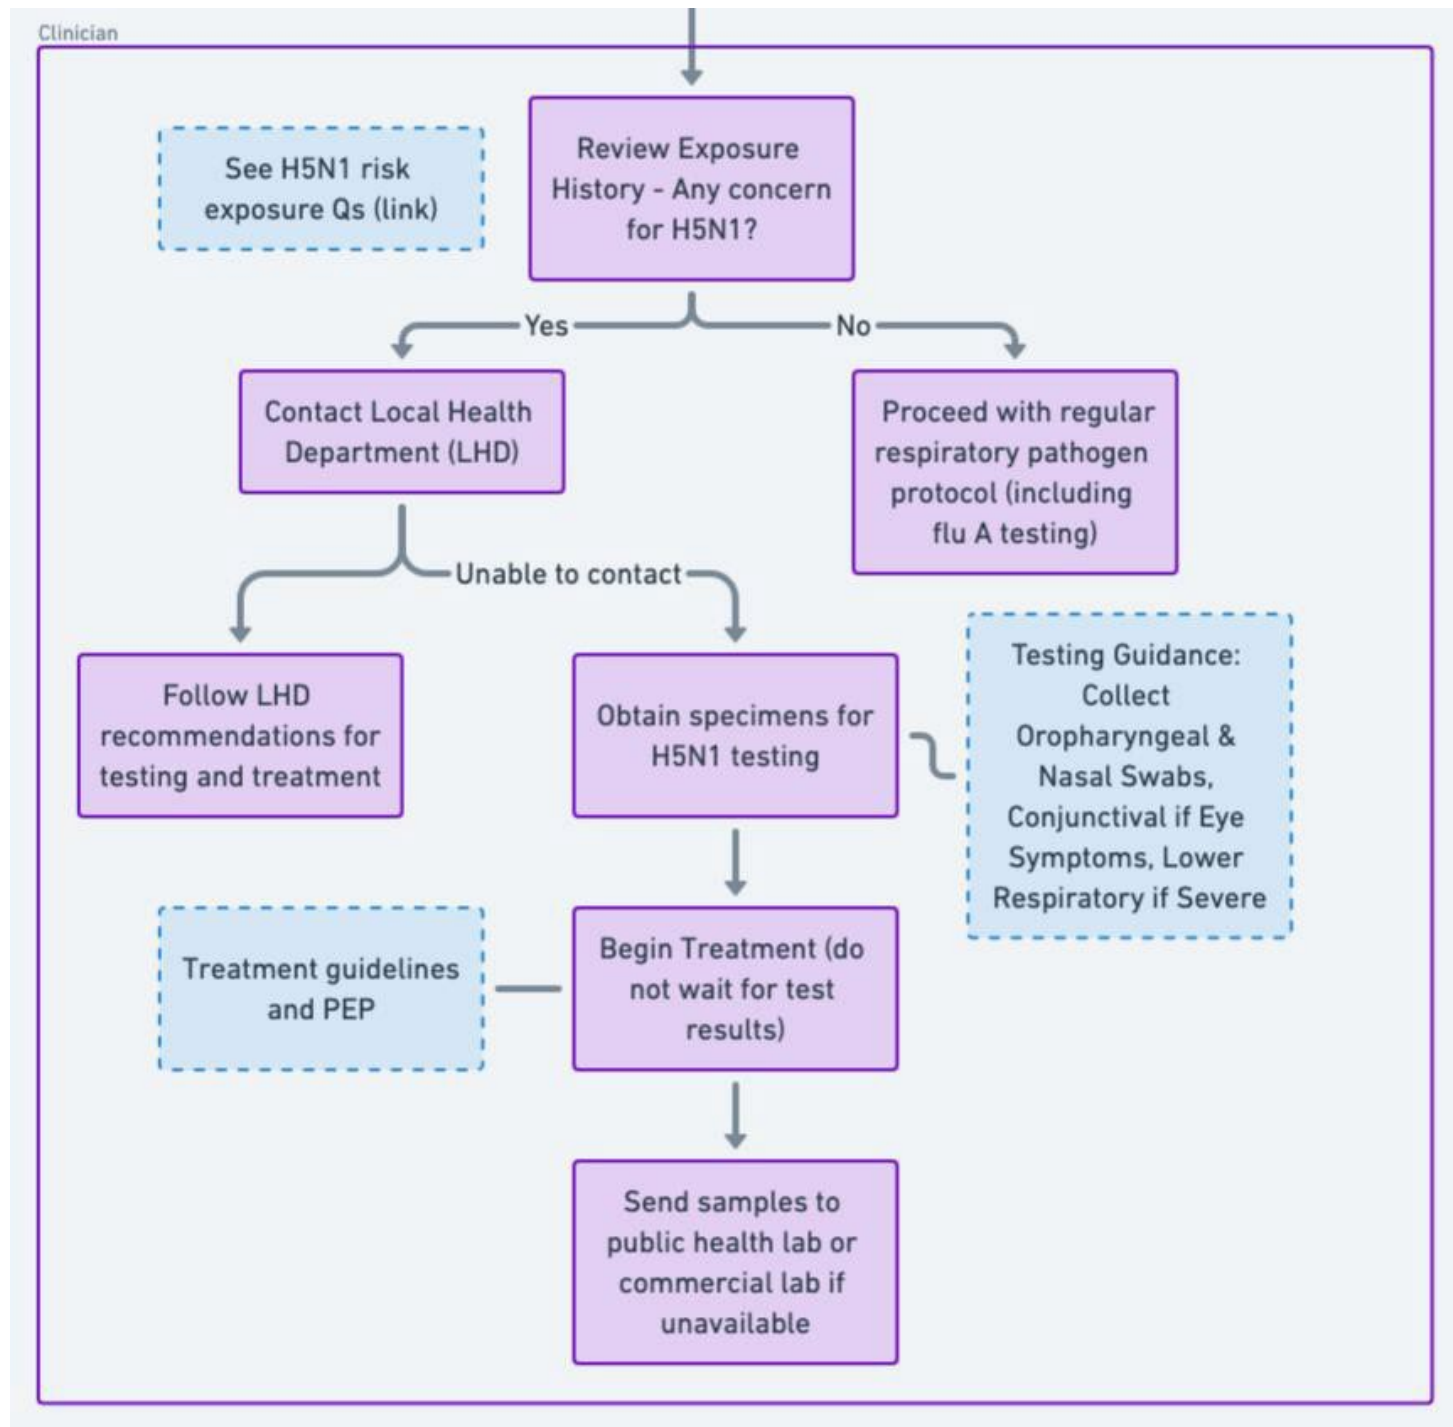 Clinician
See H5N1 risk
exposure Qs (link)
Review Exposure
History - Any concern
for H5N1?
Yes
No
Contact Local Health
Department (LHD)
Proceed with regular
respiratory pathogen
protocol (including
flu A testing)
Unable to contact
Follow LHD
recommendations for
testing and treatment
Obtain specimens for
H5N1 testing
Testing Guidance:
Collect
Oropharyngeal &
Nasal Swabs,
Conjunctival if Eye
Symptoms, Lower
Respiratory if Severe
Treatment guidelines
and PEP
Begin Treatment (do
not wait for test
results)
Send samples to
public health lab or
commercial lab if
unavailable